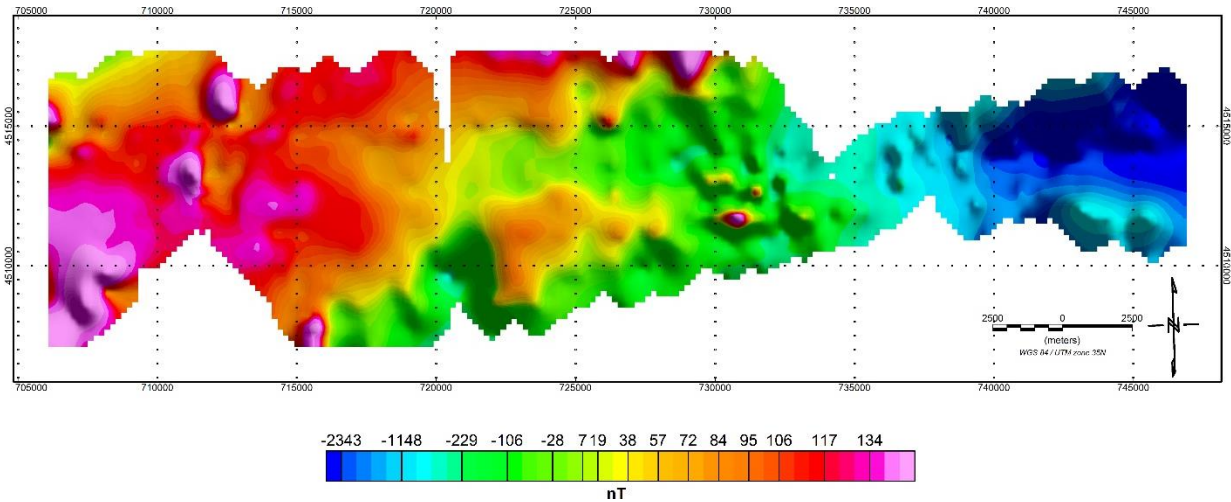 705000 710000 715000 720000 725000 730000 735000 740000 745000
4515000 4515000
4510000 4510000
2500 0 2500
(meters)
WGS 84 / UTM zone 35N
N
705000 710000 715000 720000 725000 730000 735000 740000 745000
-2343 -1148 -229 -106 -28 7 19 38 57 72 84 95 106 117 134
nT